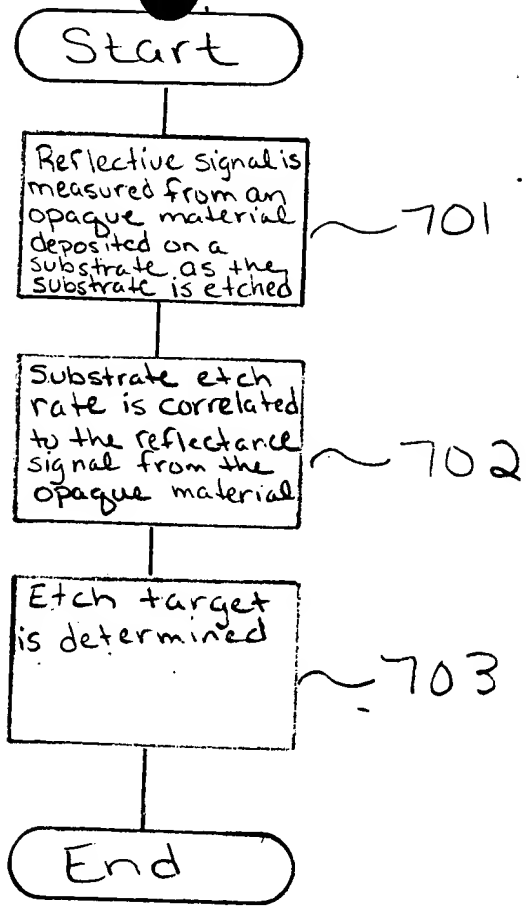 Start
Reflective signal is
measured from an
opaque material
deposited on a
substrate as the
substrate is etched
701
Substrate etch
rate is correlated
to the reflectance
signal from the
opaque material
702
Etch target
is determined
703
End